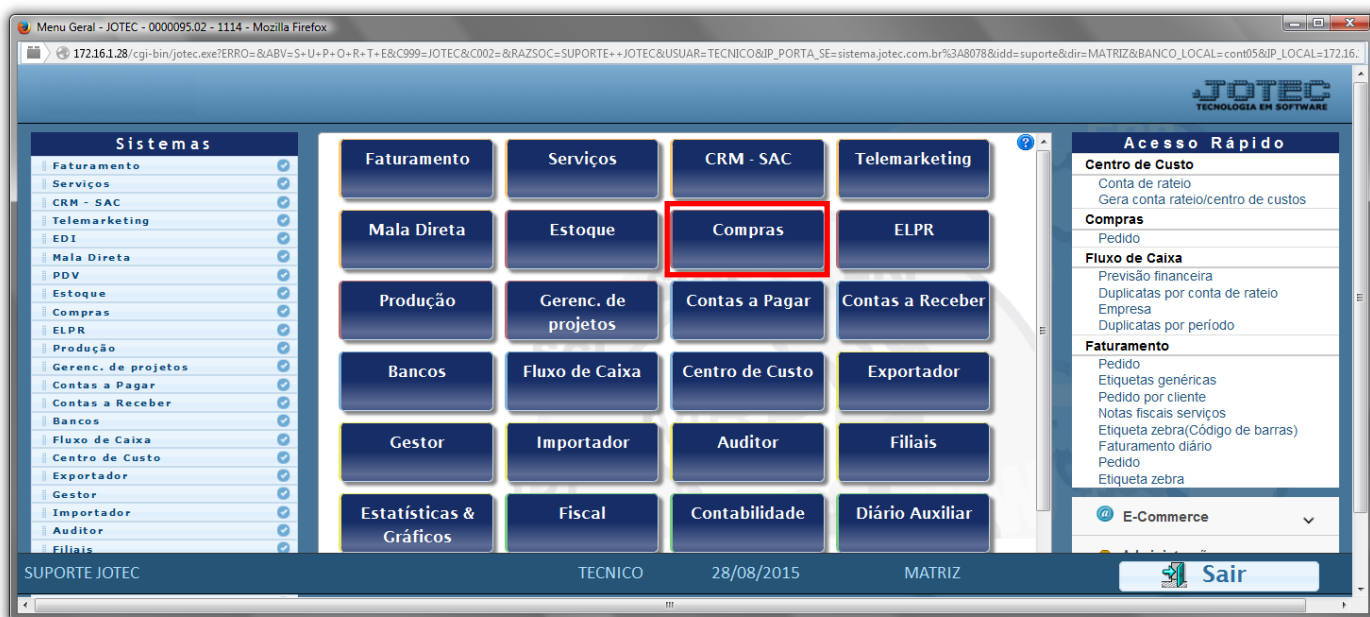 Menu Geral - JOTEC - 0000095.02 - 1114 - Mozilla Firefox
172.16.1.28/cgi-bin/jotec.exe?ERRO=&ABV=S+U+P+O+R+T+E&C999=JOTEC&C002=&RAZSOC=SUPORTE++JOTEC&USUAR=TECNICO&IP_PORTA_SE=sistema.jotec.com.br%3A8078&idd=suporte&dir=MATRIZ&BANCO_LOCAL=cont05&IP_LOCAL=172.16.
JOTEC
TECNOLOGIA EM SOFTWARE
Sistemas
Faturamento
Serviços
CRM - SAC
Telemarketing
EDI
Mala Direta
PDV
Estoque
Compras
ELPR
Produção
Gerenc. de projetos
Contas a Pagar
Contas a Receber
Bancos
Fluxo de Caixa
Centro de Custo
Exportador
Gestor
Importador
Auditor
Filiais
Faturamento
Serviços
CRM - SAC
Telemarketing
Mala Direta
Estoque
Compras
ELPR
Produção
Gerenc. de
projetos
Contas a Pagar
Contas a Receber
Bancos
Fluxo de Caixa
Centro de Custo
Exportador
Gestor
Importador
Auditor
Filiais
Estatísticas &
Gráficos
Fiscal
Contabilidade
Diário Auxiliar
Acesso Rápido
Centro de Custo
Conta de rateio
Gera conta rateio/centro de custos
Compras
Pedido
Fluxo de Caixa
Previsão financeira
Duplicatas por conta de rateio
Empresa
Duplicatas por período
Faturamento
Pedido
Etiquetas genéricas
Pedido por cliente
Notas fiscais serviços
Etiqueta zebra(Código de barras)
Faturamento diário
Pedido
Etiqueta zebra
E-Commerce
SUPORTE JOTEC
TECNICO
28/08/2015
MATRIZ
Sair